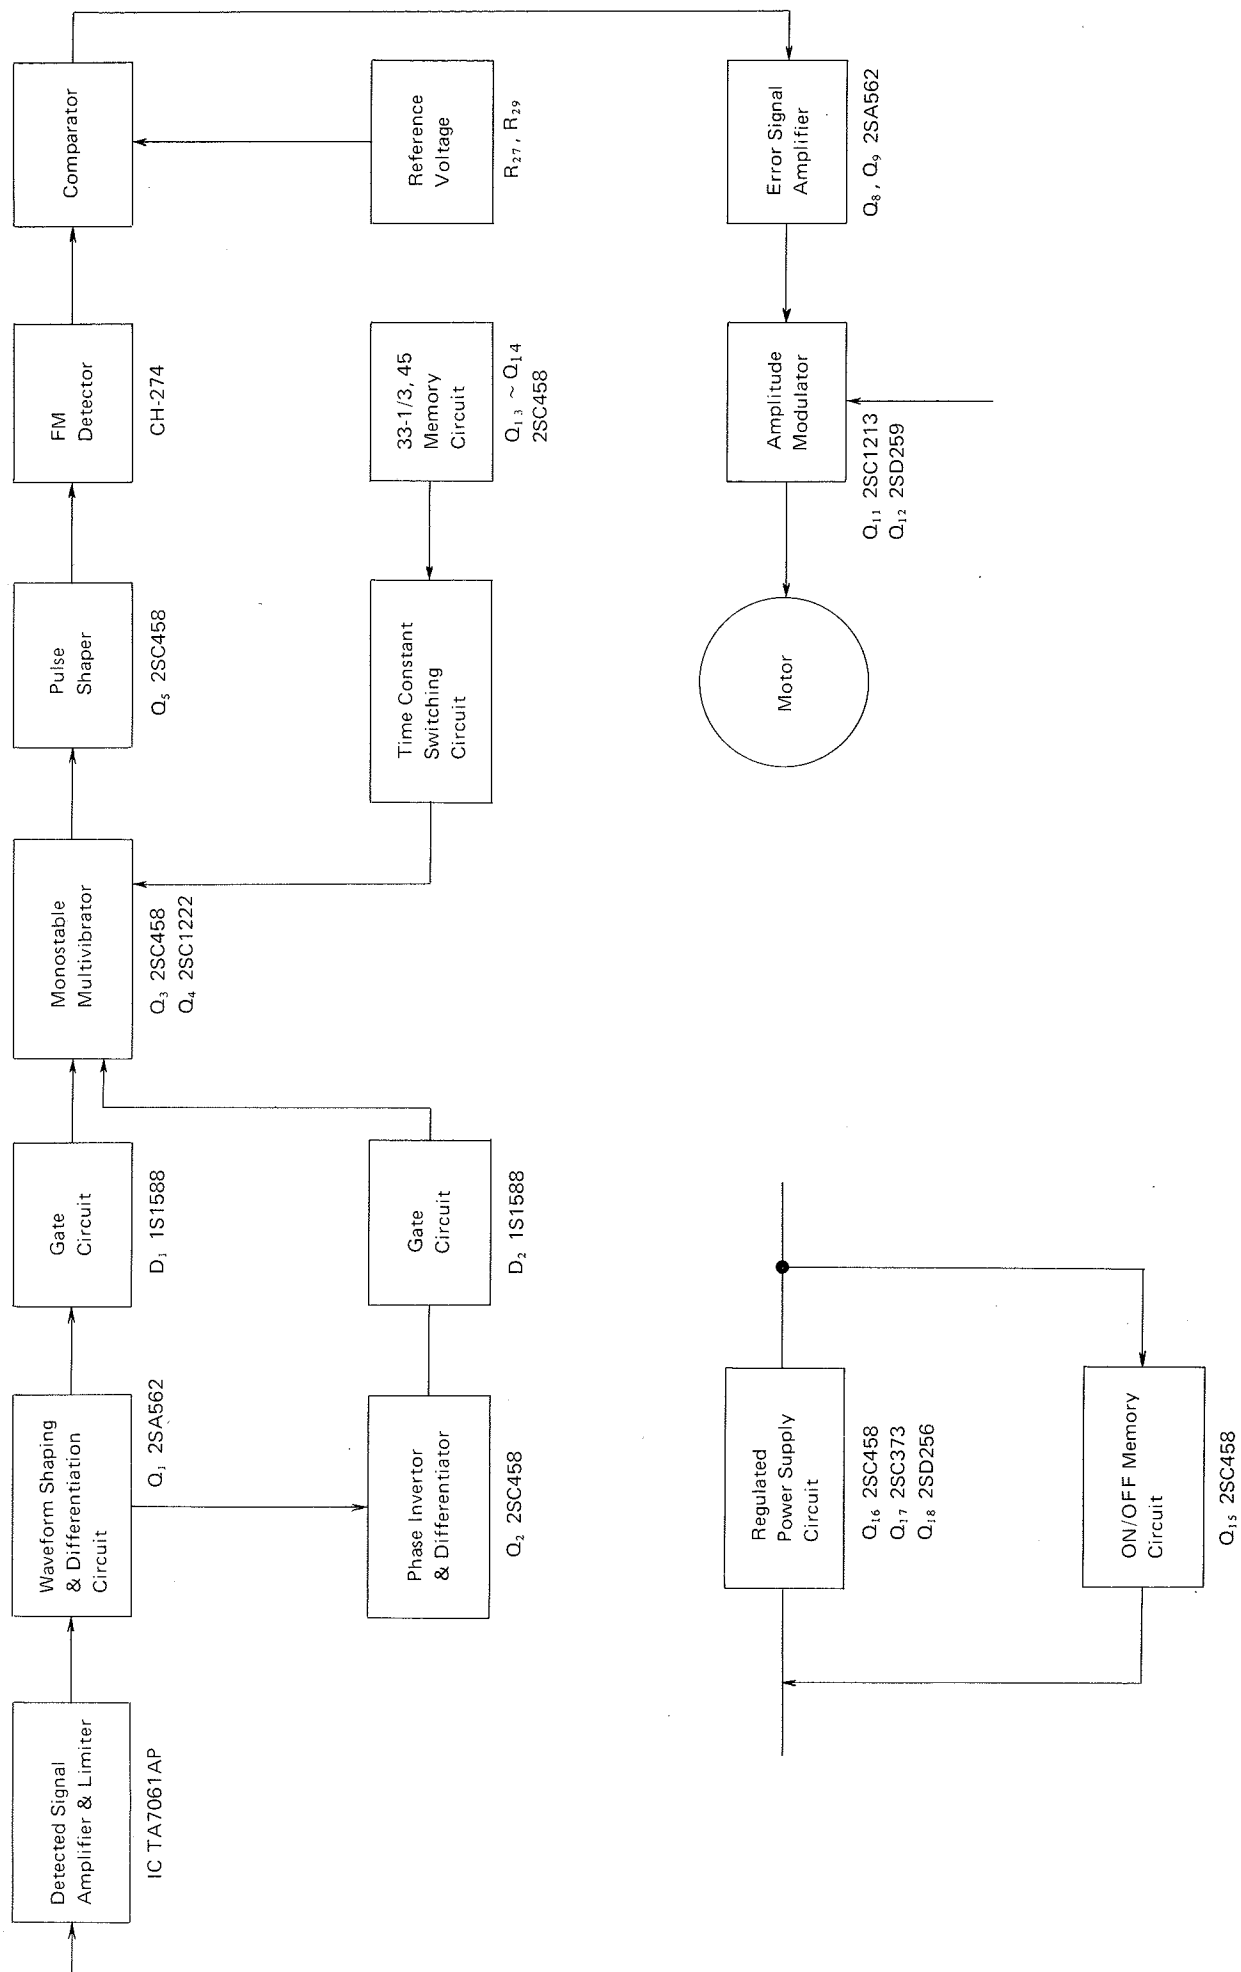 Detected Signal
Amplifier & Limiter
IC TA7061AP
Waveform Shaping
& Differentiation
Circuit
Q₁ 2SA562
Gate
Circuit
D₁ 1S1588
Monostable
Multivibrator
Q₃ 2SC458
Q₄ 2SC1222
Pulse
Shaper
Q₅ 2SC458
FM
Detector
CH-274
Comparator
Phase Invertor
& Differentiator
Q₂ 2SC458
Gate
Circuit
D₂ 1S1588
Time Constant
Switching
Circuit
33-1/3, 45
Memory
Circuit
Q₁₃ ~ Q₁₄
2SC458
Reference
Voltage
R₂₇, R₂₉
Regulated
Power Supply
Circuit
Q₁₆ 2SC458
Q₁₇ 2SC373
Q₁₈ 2SD256
Motor
Amplitude
Modulator
Q₁₁ 2SC1213
Q₁₂ 2SD259
Error Signal
Amplifier
Q₈, Q₉ 2SA562
ON/OFF Memory
Circuit
Q₁₅ 2SC458